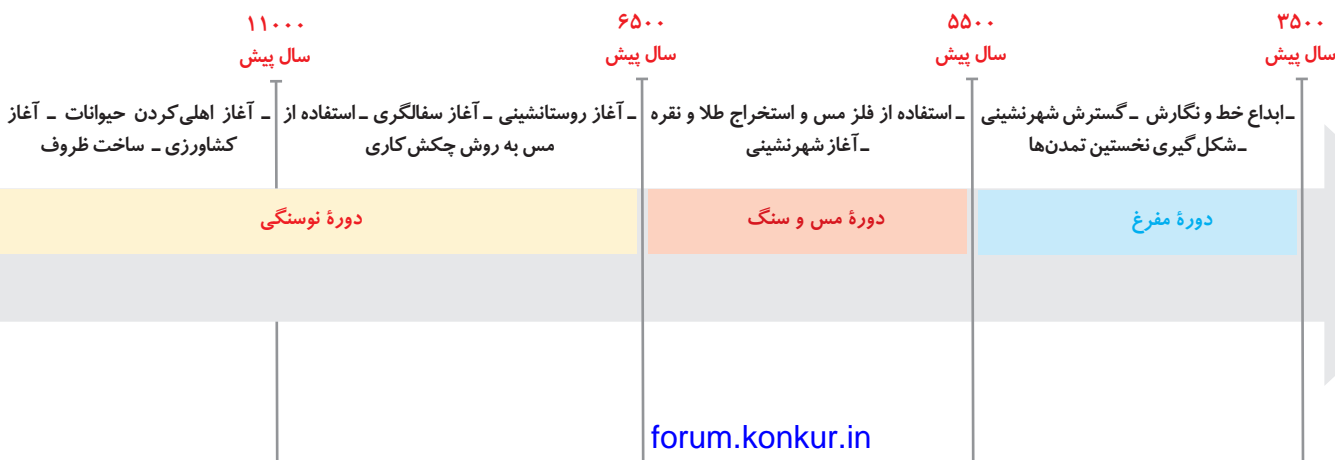 ۱۱۰۰۰
سال پیش
۶۵۰۰
سال پیش
۵۵۰۰
سال پیش
۳۵۰۰
سال پیش
ـ آغاز اهلی کردن حیوانات ـ آغاز
کشاورزی ـ ساخت ظروف
ـ آغاز روستانشینی ـ آغاز سفالگری ـ استفاده از
مس به روش چکش کاری
ـ استفاده از فلز مس و استخراج طلا و نقره
ـ آغاز شهرنشینی
ـ ابداع خط و نگارش ـ گسترش شهرنشینی
ـ شکل گیری نخستین تمدن‌ها
دورهٔ نوسنگی
دورهٔ مس و سنگ
دورهٔ مفرغ
forum.konkur.in